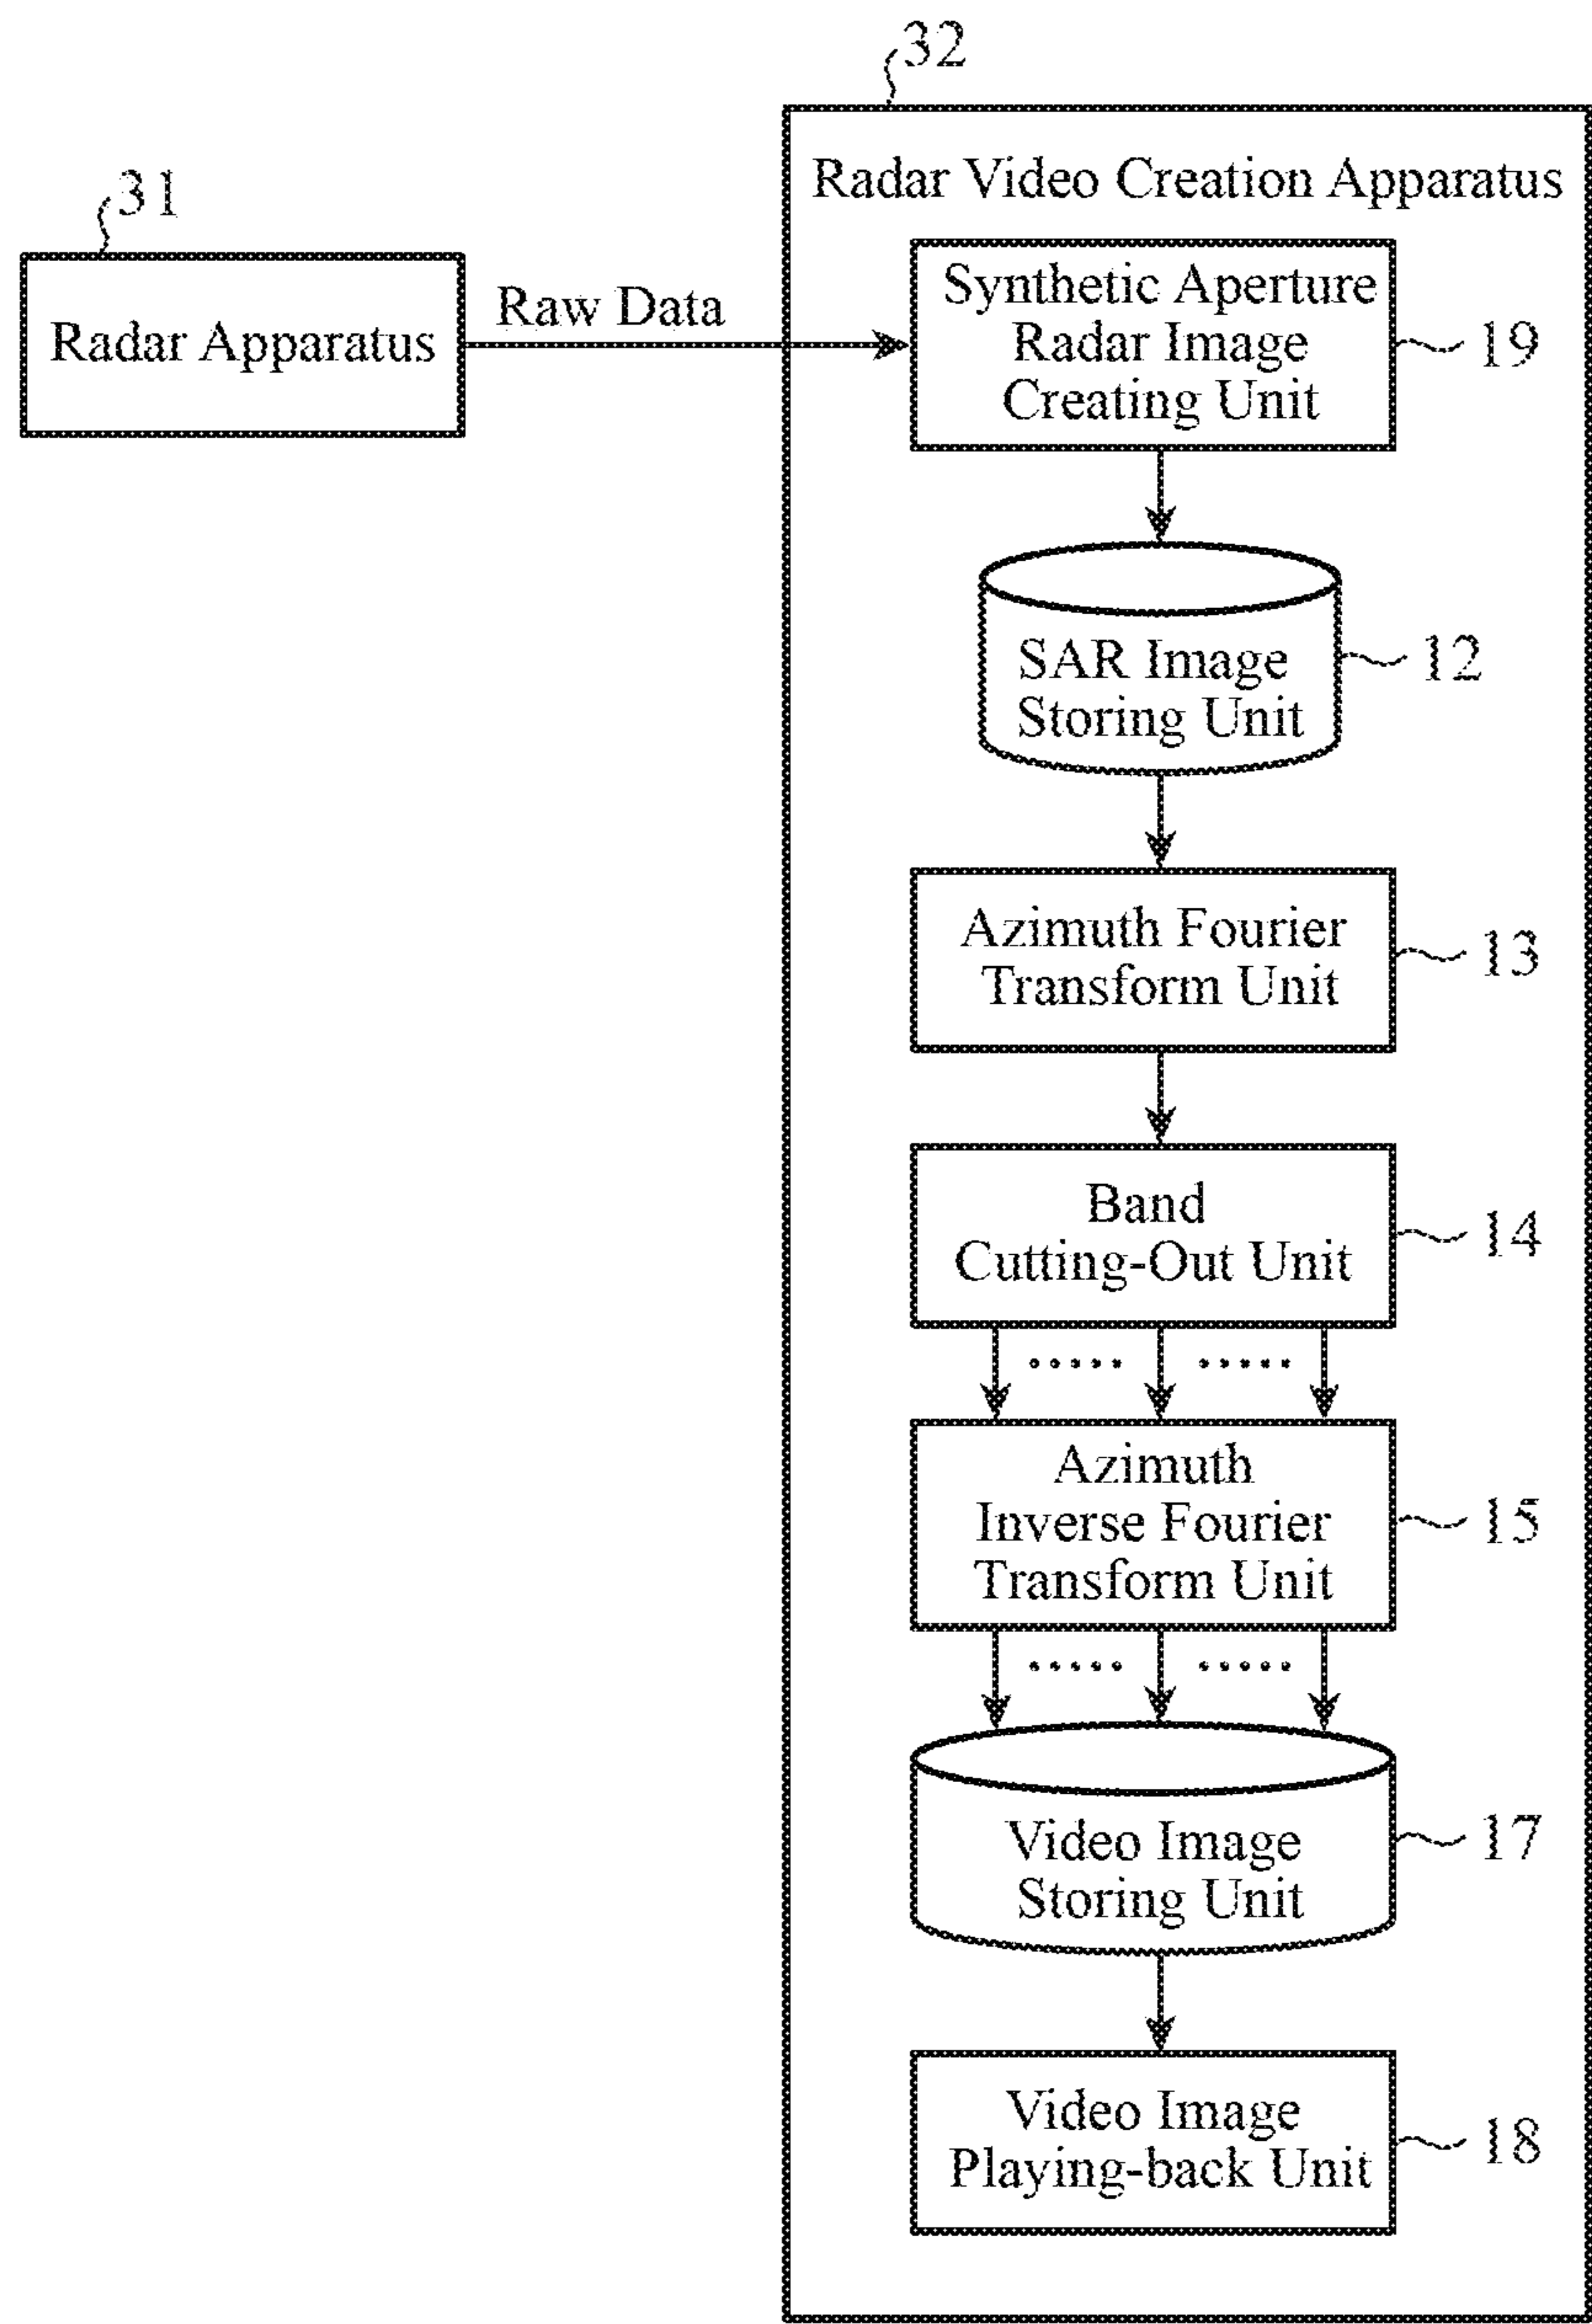 32
Radar Video Creation Apparatus
31
Radar Apparatus
Raw Data
Synthetic Aperture
Radar Image
Creating Unit
19
SAR Image
Storing Unit
12
Azimuth Fourier
Transform Unit
13
Band
Cutting-Out Unit
14
Azimuth
Inverse Fourier
Transform Unit
15
Video Image
Storing Unit
17
Video Image
Playing-back Unit
18